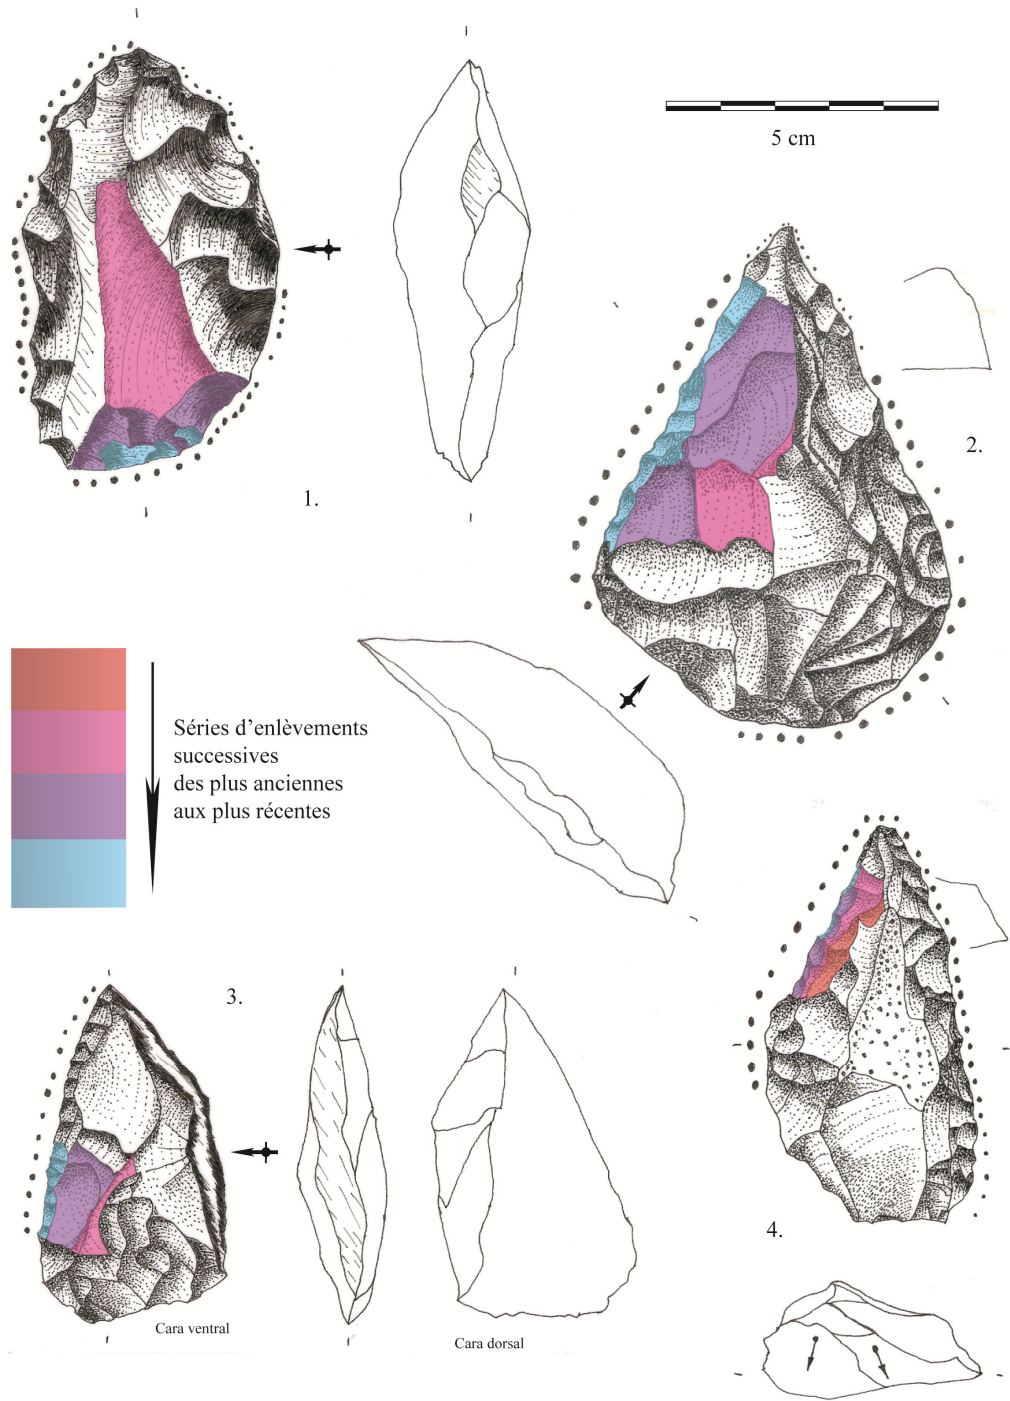 5 cm
1.
2.
Séries d’enlèvements
successives
des plus anciennes
aux plus récentes
3.
4.
Cara ventral
Cara dorsal